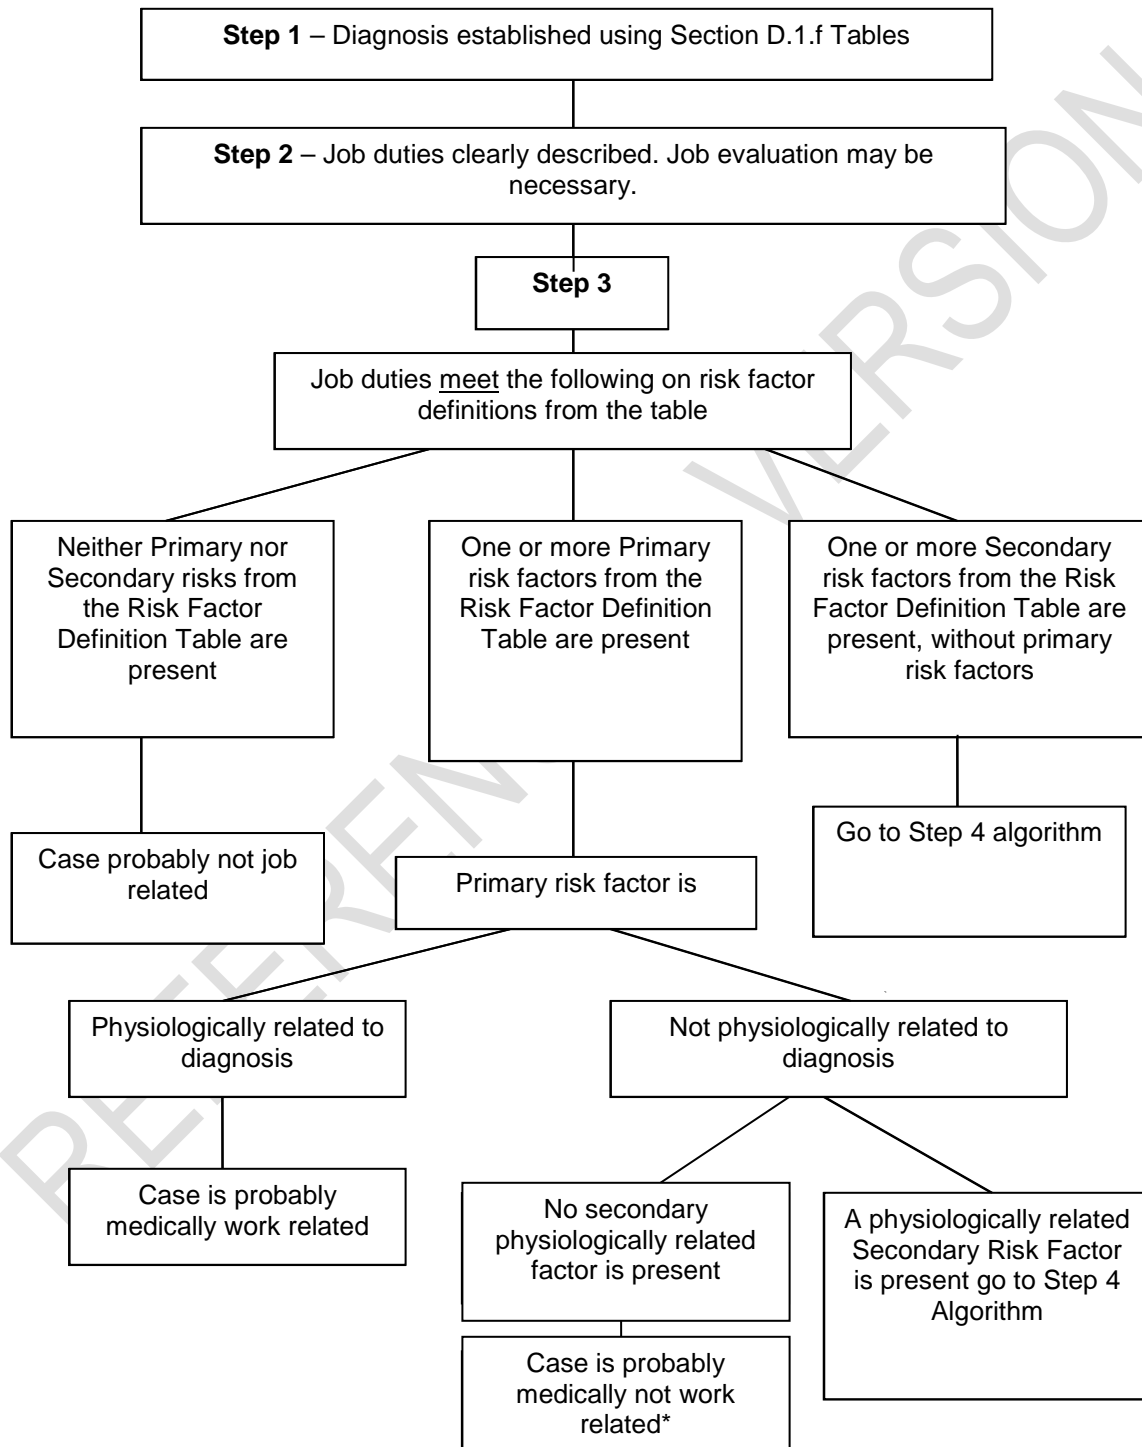 Step 1 – Diagnosis established using Section D.1.f Tables
Step 2 – Job duties clearly described. Job evaluation may be
necessary.
Step 3
Job duties meet the following on risk factor
definitions from the table
Neither Primary nor
Secondary risks from
the Risk Factor
Definition Table are
present
One or more Primary
risk factors from the
Risk Factor Definition
Table are present
One or more Secondary
risk factors from the Risk
Factor Definition Table are
present, without primary
risk factors
Case probably not job
related
Go to Step 4 algorithm
Primary risk factor is
Physiologically related to
diagnosis
Not physiologically related to
diagnosis
Case is probably
medically work related
No secondary
physiologically related
factor is present
A physiologically related
Secondary Risk Factor
is present go to Step 4
Algorithm
Case is probably
medically not work
related*
VERSION